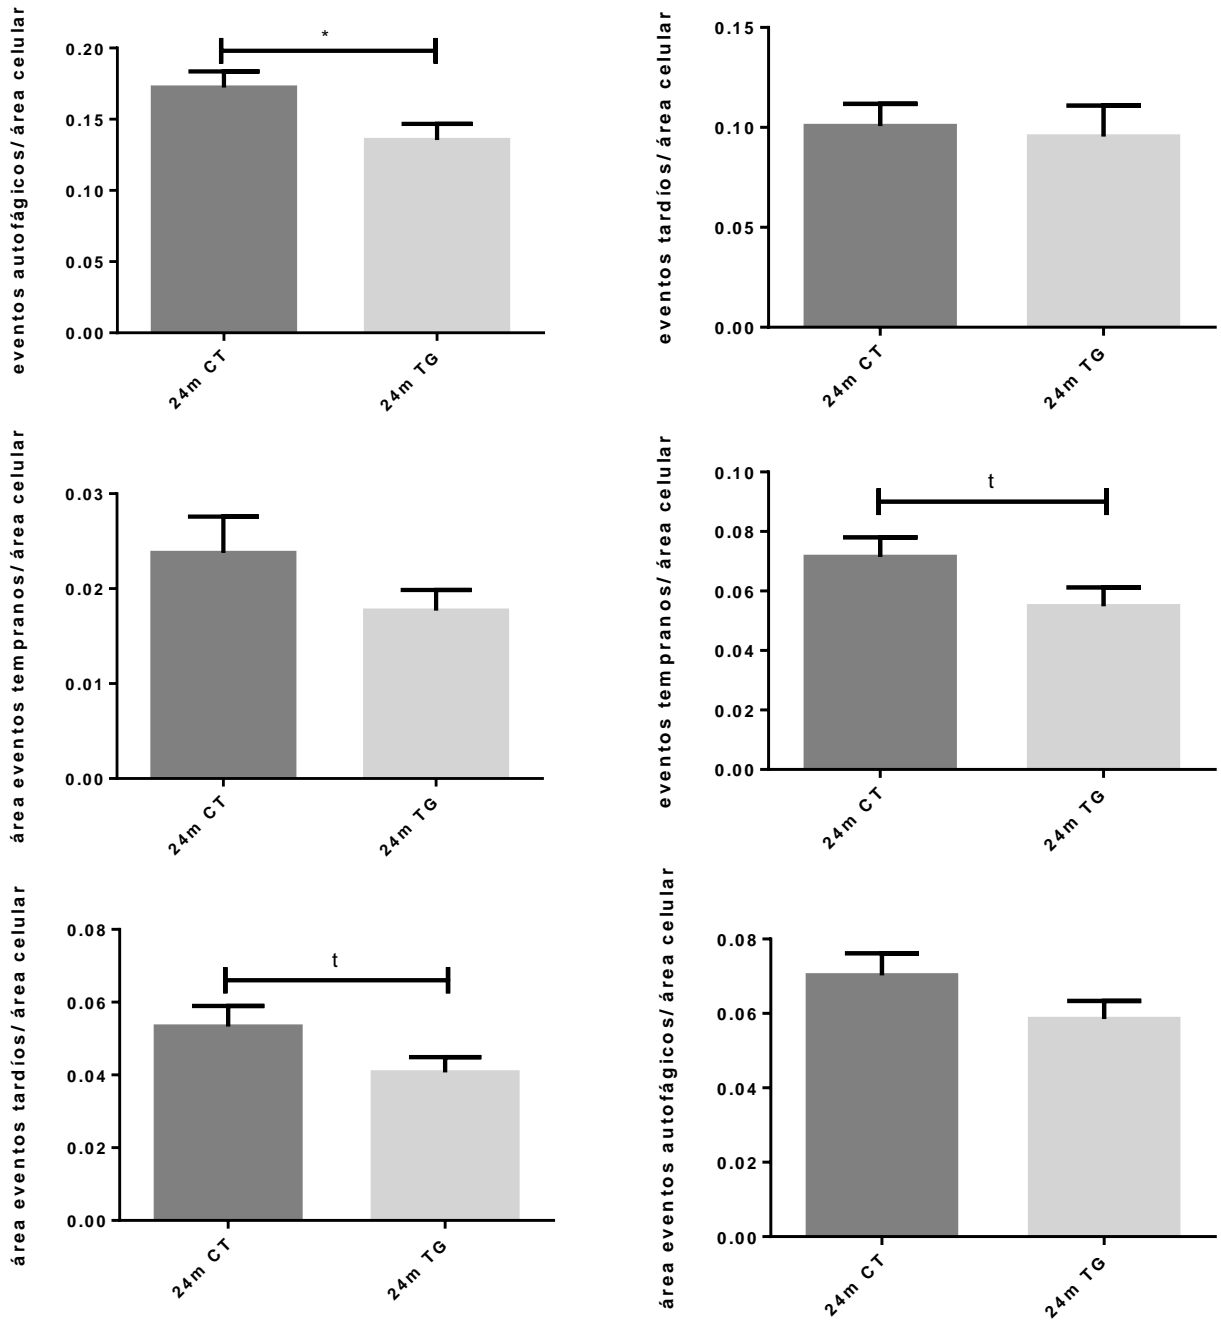 eventos autofágicos/ área celular
*
0.20
0.15
0.10
0.05
0.00
24m CT
24m TG
eventos tardíos/ área celular
0.15
0.10
0.05
0.00
24m CT
24m TG
área eventos tempranos/ área celular
0.03
0.02
0.01
0.00
24m CT
24m TG
eventos tempranos/ área celular
t
0.10
0.08
0.06
0.04
0.02
0.00
24m CT
24m TG
área eventos tardíos/ área celular
t
0.08
0.06
0.04
0.02
0.00
24m CT
24m TG
área eventos autofágicos/ área celular
0.08
0.06
0.04
0.02
0.00
24m CT
24m TG